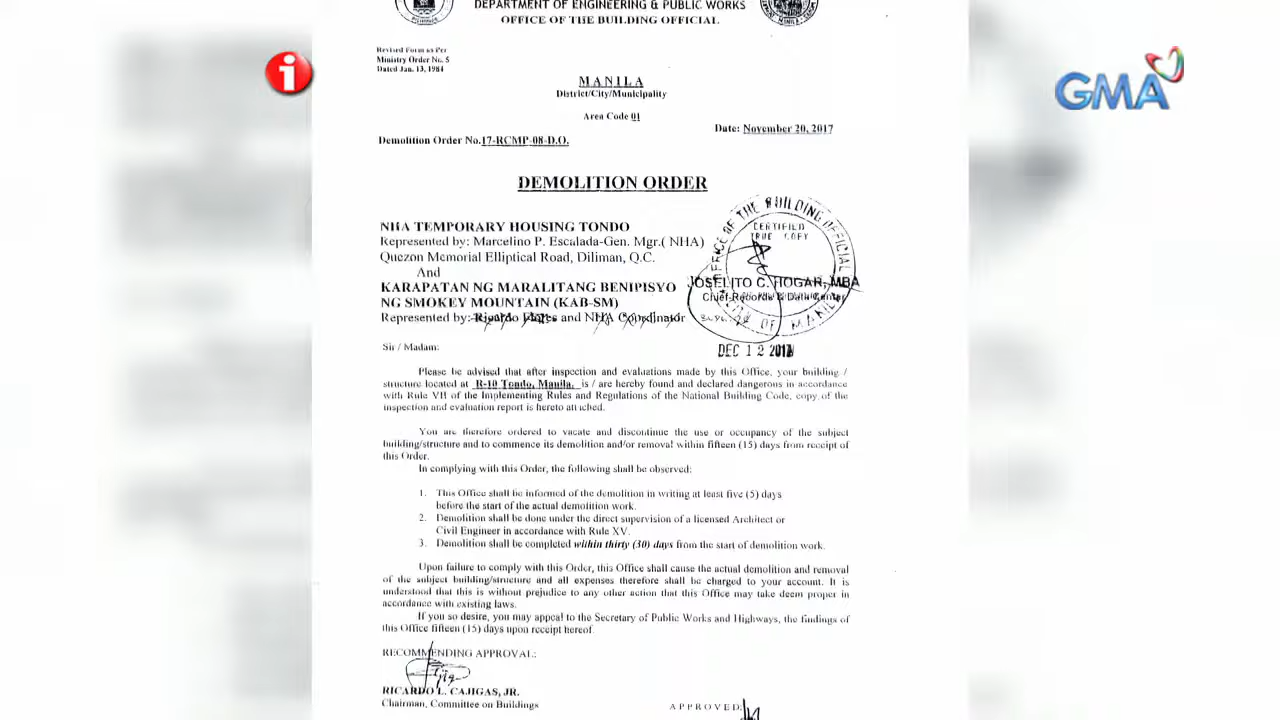 DEPARTMENT OF ENGINEERING & PUBLIC WORKS
OFFICE OF THE BUILDING OFFICIAL
Revised Form as Per
Ministry Order No. 5
Dated Jan. 13, 1984
i
GMA
MANILA
District/City/Municipality
Area Code 01
Date: November 20, 2017
Demolition Order No.17-RCMP-08-D.O.
DEMOLITION ORDER
NHA TEMPORARY HOUSING TONDO
Represented by: Marcelino P. Escalada-Gen. Mgr.( NHA)
Quezon Memorial Elliptical Road, Diliman, Q.C.
And
KARAPATAN NG MARALITANG BENIPISYO
NG SMOKEY MOUNTAIN (KAB-SM)
Represented by: Ricardo Flores and NHA Coordinator
OFFICE OF THE BUILDING OFFICIAL
CERTIFIED
TRUE COPY
JOSELITO C. HOGAR, MBA
Chief-Records & Data Center
CITY OF MANILA
DEC 12 2017
Sir / Madam:
Please be advised that after inspection and evaluations made by this Office, your building /
structure located at R-10 Tondo, Manila, is / are hereby found and declared dangerous in accordance
with Rule VII of the Implementing Rules and Regulations of the National Building Code, copy of the
inspection and evaluation report is hereto attached.
You are therefore ordered to vacate and discontinue the use or occupancy of the subject
building/structure and to commence its demolition and/or removal within fifteen (15) days from receipt of
this Order.
In complying with this Order, the following shall be observed:
1. This Office shall be informed of the demolition in writing at least five (5) days
before the start of the actual demolition work.
2. Demolition shall be done under the direct supervision of a licensed Architect or
Civil Engineer in accordance with Rule XV.
3. Demolition shall be completed within thirty (30) days from the start of demolition work.
Upon failure to comply with this Order, this Office shall cause the actual demolition and removal
of the subject building/structure and all expenses therefore shall be charged to your account. It is
understood that this is without prejudice to any other action that this Office may take deem proper in
accordance with existing laws.
If you so desire, you may appeal to the Secretary of Public Works and Highways, the findings of
this Office fifteen (15) days upon receipt hereof.
RECOMMENDING APPROVAL:
RICARDO L. CAJIGAS, JR.
Chairman, Committee on Buildings
APPROVED: